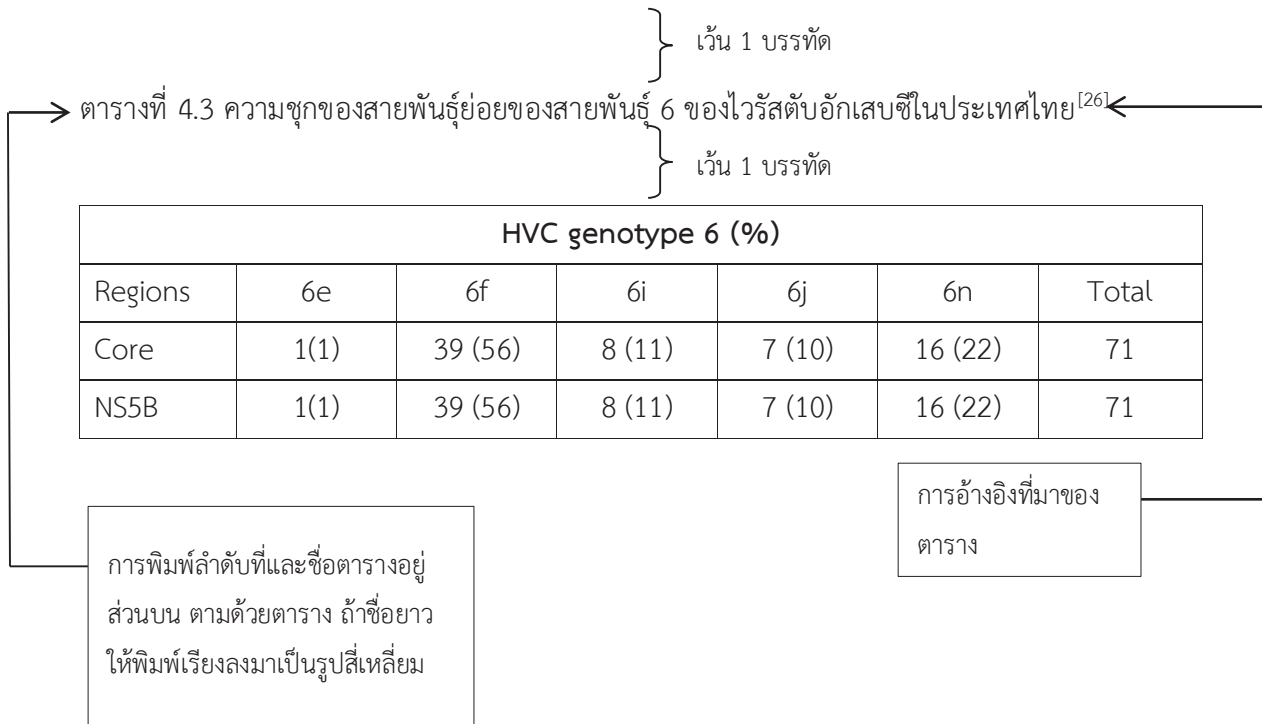 เว้น 1 บรรทัด
ตารางที่ 4.3 ความชุกของสายพันธุ์ย่อยของสายพันธุ์ 6 ของไวรัสตับอักเสบซีในประเทศไทย[26]
เว้น 1 บรรทัด
HVC genotype 6 (%)
Regions 6e 6f 6i 6j 6n Total
Core 1(1) 39 (56) 8 (11) 7 (10) 16 (22) 71
NS5B 1(1) 39 (56) 8 (11) 7 (10) 16 (22) 71
การอ้างอิงที่มาของ
ตาราง
การพิมพ์ลำดับที่และชื่อตารางอยู่
ส่วนบน ตามด้วยตาราง ถ้าชื่อยาว
ให้พิมพ์เรียงลงมาเป็นรูปสี่เหลี่ยม